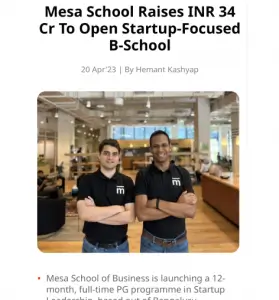 Mesa School Raises INR 34
Cr To Open Startup-Focused
B-School
20 Apr'23 | By Hemant Kashyap
m
m
• Mesa School of Business is launching a 12-
month, full-time PG programme in Startup
Leadership, based out of Bengaluru